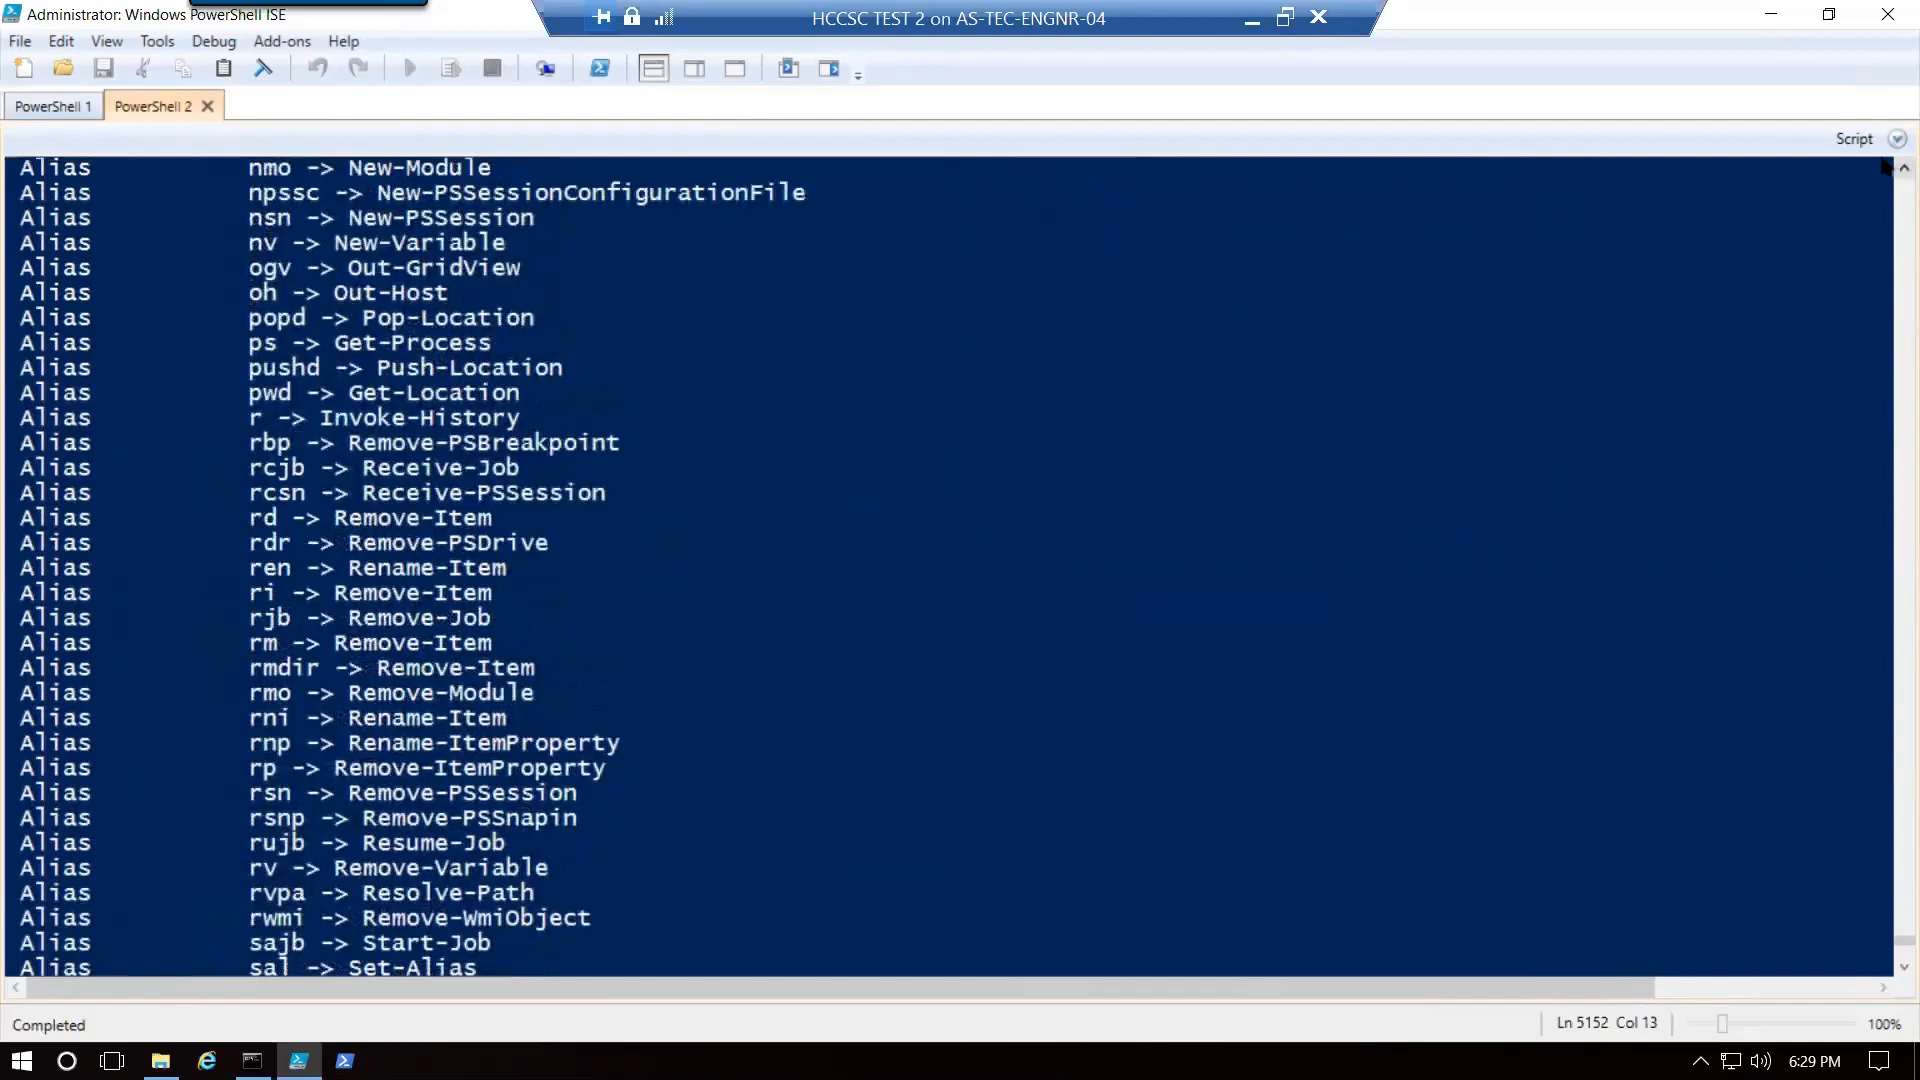 Administrator: Windows PowerShell ISE
HCCSC TEST 2 on AS-TEC-ENGNR-04
File Edit View Tools Debug Add-ons Help
PowerShell 1 PowerShell 2
Script
Alias nmo -> New-Module
Alias npssc -> New-PSSessionConfigurationFile
Alias nsn -> New-PSSession
Alias nv -> New-Variable
Alias ogv -> Out-GridView
Alias oh -> Out-Host
Alias popd -> Pop-Location
Alias ps -> Get-Process
Alias pushd -> Push-Location
Alias pwd -> Get-Location
Alias r -> Invoke-History
Alias rbp -> Remove-PSBreakpoint
Alias rcjb -> Receive-Job
Alias rcsn -> Receive-PSSession
Alias rd -> Remove-Item
Alias rdr -> Remove-PSDrive
Alias ren -> Rename-Item
Alias ri -> Remove-Item
Alias rjb -> Remove-Job
Alias rm -> Remove-Item
Alias rmdir -> Remove-Item
Alias rmo -> Remove-Module
Alias rni -> Rename-Item
Alias rnp -> Rename-ItemProperty
Alias rp -> Remove-ItemProperty
Alias rsn -> Remove-PSSession
Alias rsnp -> Remove-PSSnapin
Alias rujb -> Resume-Job
Alias rv -> Remove-Variable
Alias rvpa -> Resolve-Path
Alias rwmi -> Remove-WmiObject
Alias sajb -> Start-Job
Alias sal -> Set-Alias
Completed
Ln 5152 Col 13
100%
6:29 PM